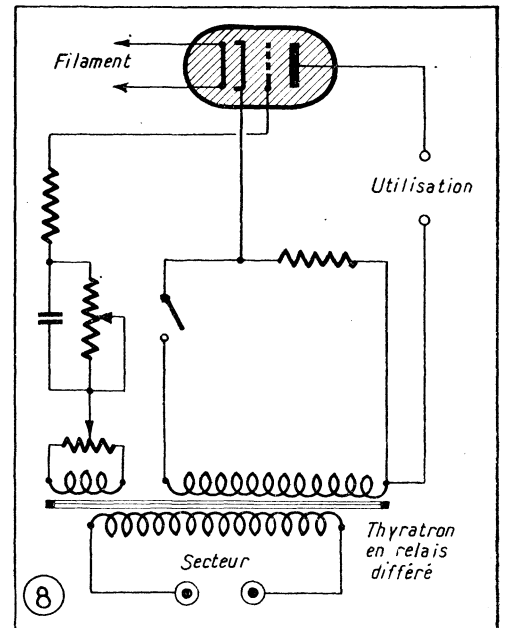 Filament
Utilisation
Secteur
Thyratron
en relais
différé
8